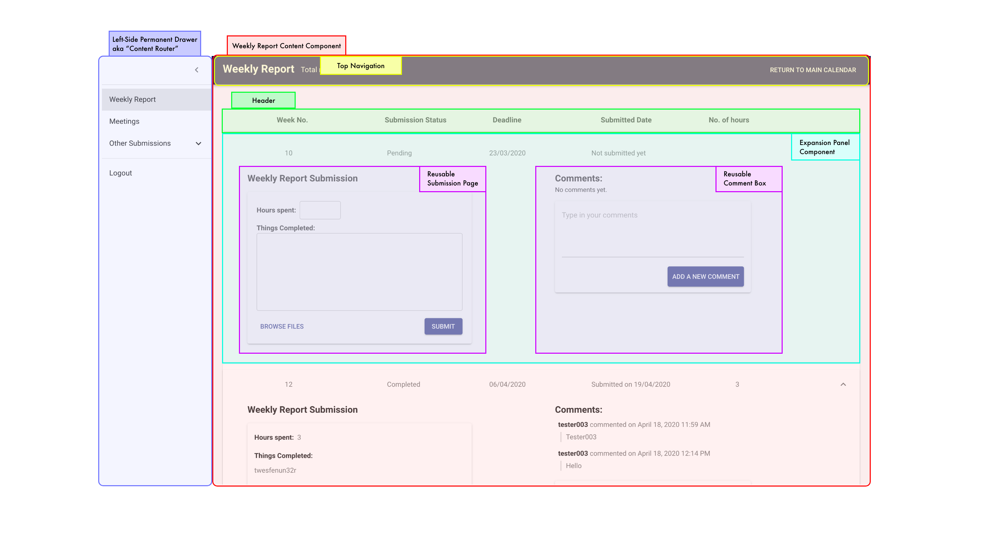 Left-Side Permanent Drawer
aka “Content Router”
Weekly Report Content Component
Weekly Report
Total
Top Navigation
RETURN TO MAIN CALENDAR
Weekly Report
Meetings
Other Submissions
Logout
Header
Week No.
Submission Status
Deadline
Submitted Date
No. of hours
Expansion Panel
Component
10
Pending
23/03/2020
Not submitted yet
Weekly Report Submission
Reusable
Submission Page
Hours spent:
Things Completed:
BROWSE FILES
SUBMIT
Comments:
No comments yet.
Reusable
Comment Box
Type in your comments
ADD A NEW COMMENT
12
Completed
06/04/2020
Submitted on 19/04/2020
3
Weekly Report Submission
Hours spent: 3
Things Completed:
twesfenun32r
Comments:
tester003 commented on April 18, 2020 11:59 AM
Tester003
tester003 commented on April 18, 2020 12:14 PM
Hello